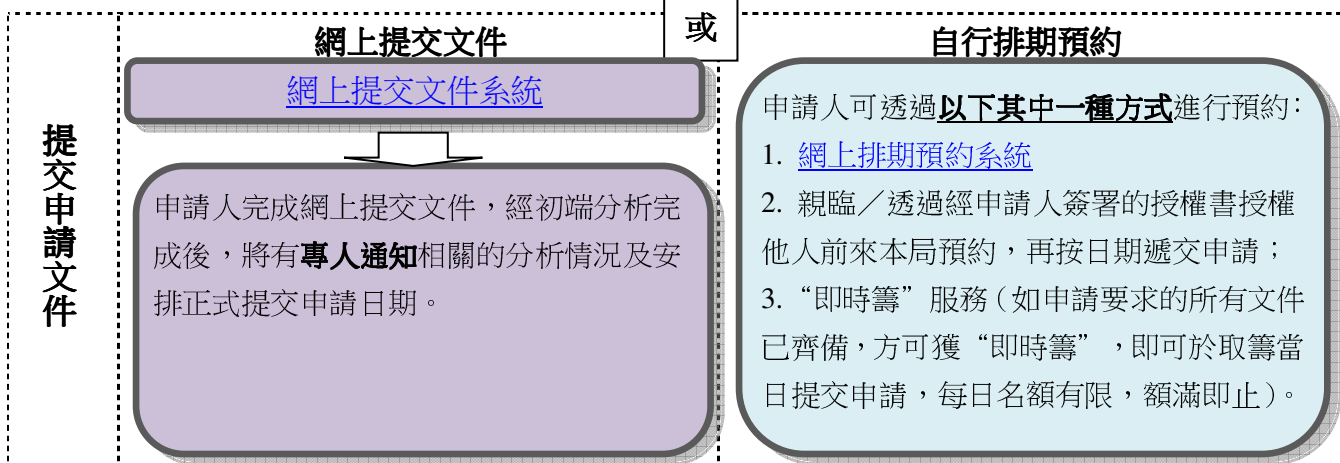 提交申請文件
網上提交文件
網上提交文件系統
申請人完成網上提交文件，經初端分析完
成後，將有專人通知相關的分析情況及安
排正式提交申請日期。
或
自行排期預約
申請人可透過以下其中一種方式進行預約：
1. 網上排期預約系統
2. 親臨／透過經申請人簽署的授權書授權
他人前來本局預約，再按日期遞交申請；
3. “即時籌”服務（如申請要求的所有文件
已齊備，方可獲“即時籌”，即可於取籌當
日提交申請，每日名額有限，額滿即止）。